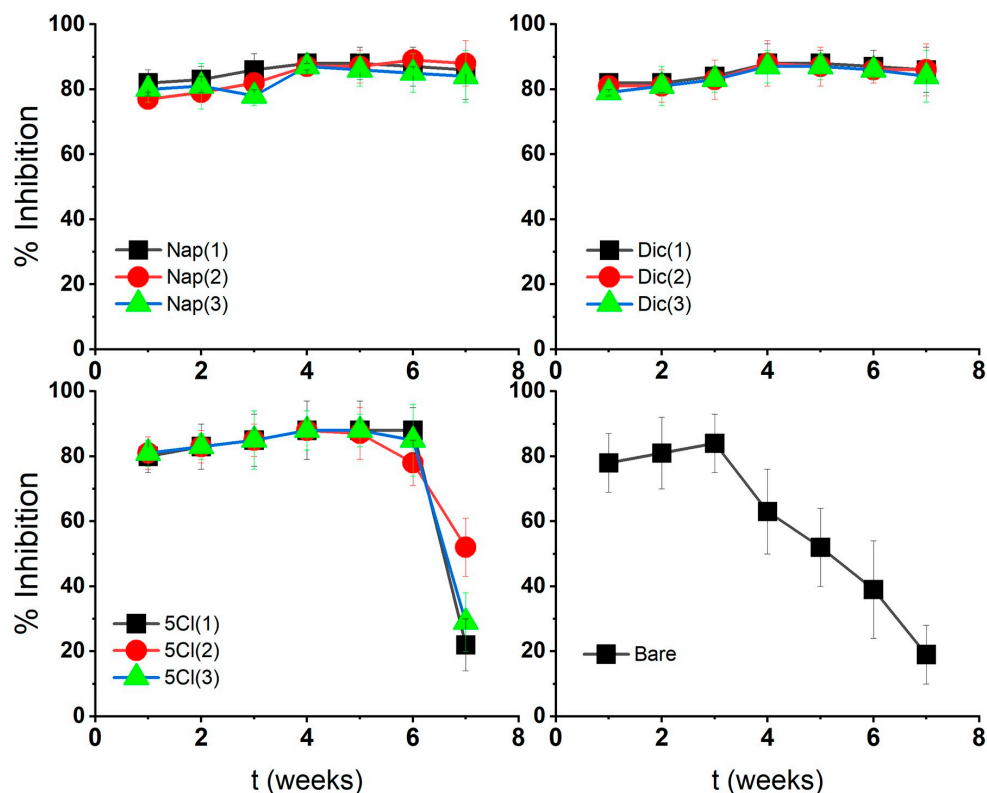 % Inhibition
100
80
60
40
20
0
Nap(1)
Nap(2)
Nap(3)
0 2 4 6 8
100
80
60
40
20
0
Dic(1)
Dic(2)
Dic(3)
0 2 4 6 8
% Inhibition
100
80
60
40
20
0
5Cl(1)
5Cl(2)
5Cl(3)
0 2 4 6 8
t (weeks)
100
80
60
40
20
0
Bare
0 2 4 6 8
t (weeks)